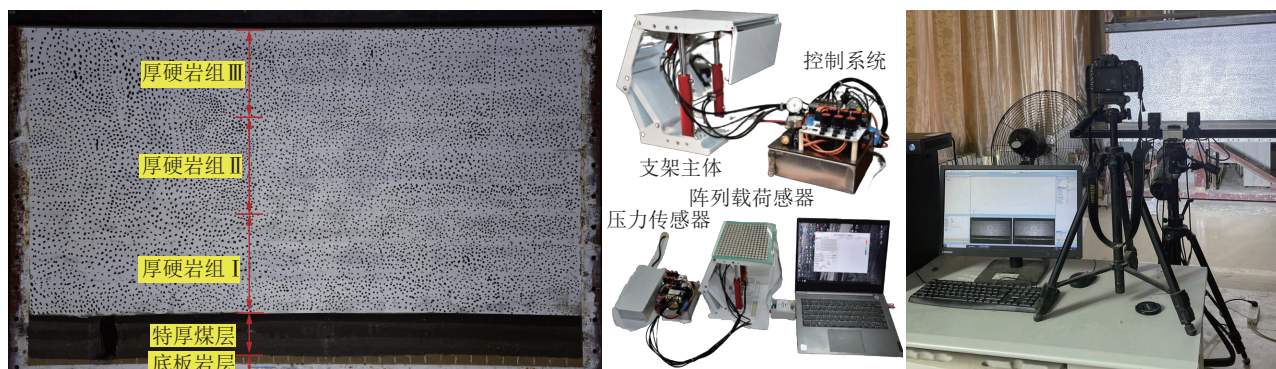 厚硬岩组Ⅲ
厚硬岩组Ⅱ
厚硬岩组Ⅰ
特厚煤层
底板岩层
控制系统
支架主体
阵列载荷感器
压力传感器